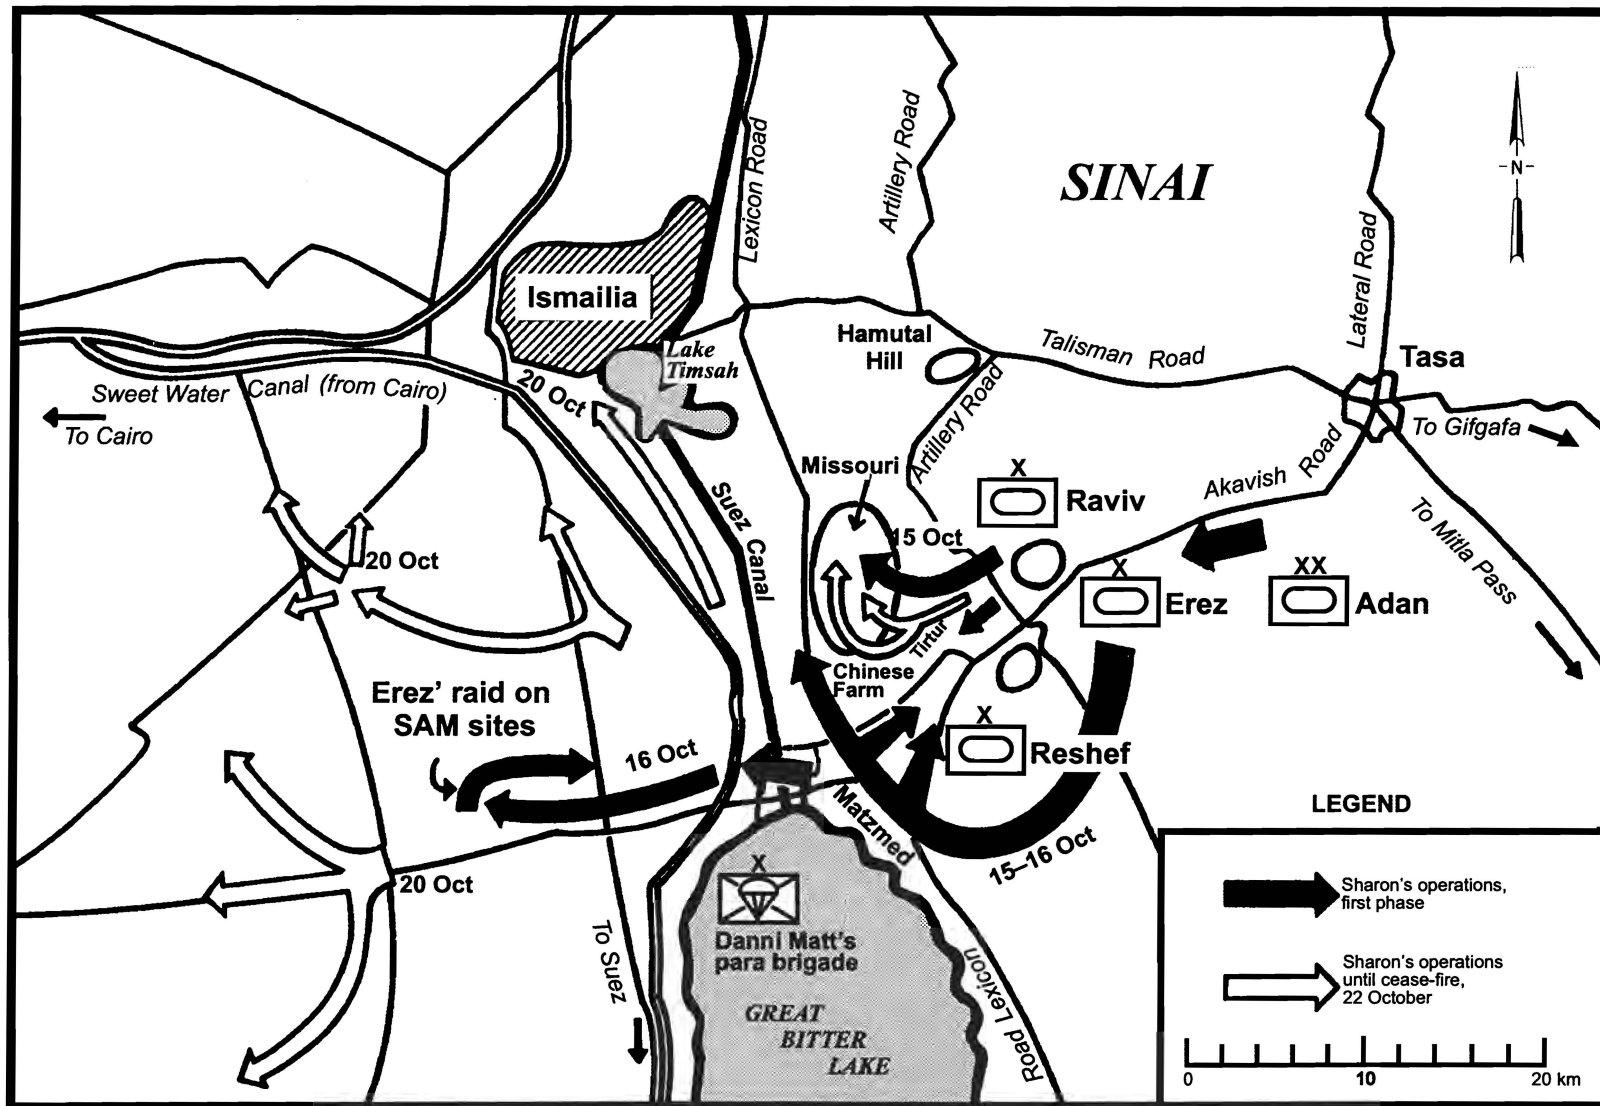 Lexicon Road
Artillery Road
SINAI
N
Lateral Road
Ismailia
Lake
Timsah
Hamutal
Hill
Talisman Road
Tasa
Sweet Water Canal (from Cairo)
To Cairo
20 Oct
Artillery Road
To Gifgafa
Missouri
X
Raviv
Akavish Road
To Mitla Pass
Suez Canal
15 Oct
20 Oct
X
Erez
XX
Adan
Tirtur
Chinese
Farm
Erez' raid on
SAM sites
16 Oct
X
Reshef
Matzmed
15–16 Oct
20 Oct
X
Danni Matt's
para brigade
To Suez
GREAT
BITTER
LAKE
Road Lexicon
LEGEND
Sharon's operations,
first phase
Sharon's operations
until cease-fire,
22 October
0 10 20 km